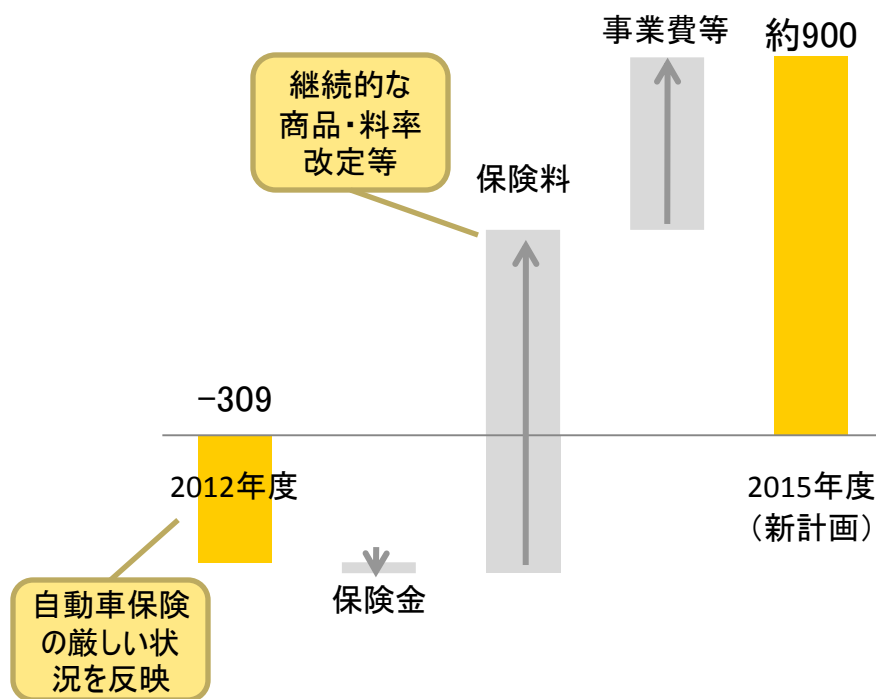 事業費等
約900
継続的な
商品・料率
改定等
保険料
−309
2012年度
2015年度
（新計画）
保険金
自動車保険
の厳しい状
況を反映